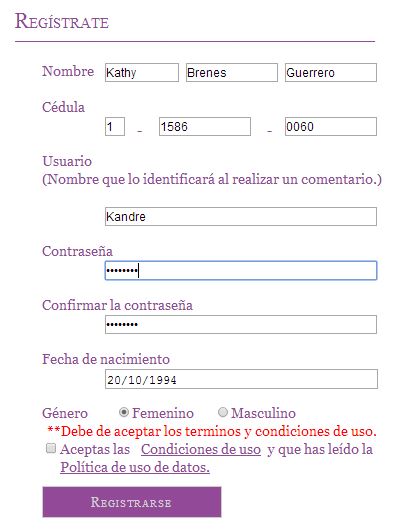 REGÍSTRATE
Nombre Kathy Brenes Guerrero
Cédula
1 - 1586 - 0060
Usuario
(Nombre que lo identificará al realizar un comentario.)
Kandre
Contraseña
••••••••
Confirmar la contraseña
••••••••
Fecha de nacimiento
20/10/1994
Género Femenino Masculino
**Debe de aceptar los terminos y condiciones de uso.
Aceptas las Condiciones de uso y que has leído la
Política de uso de datos.
REGISTRARSE